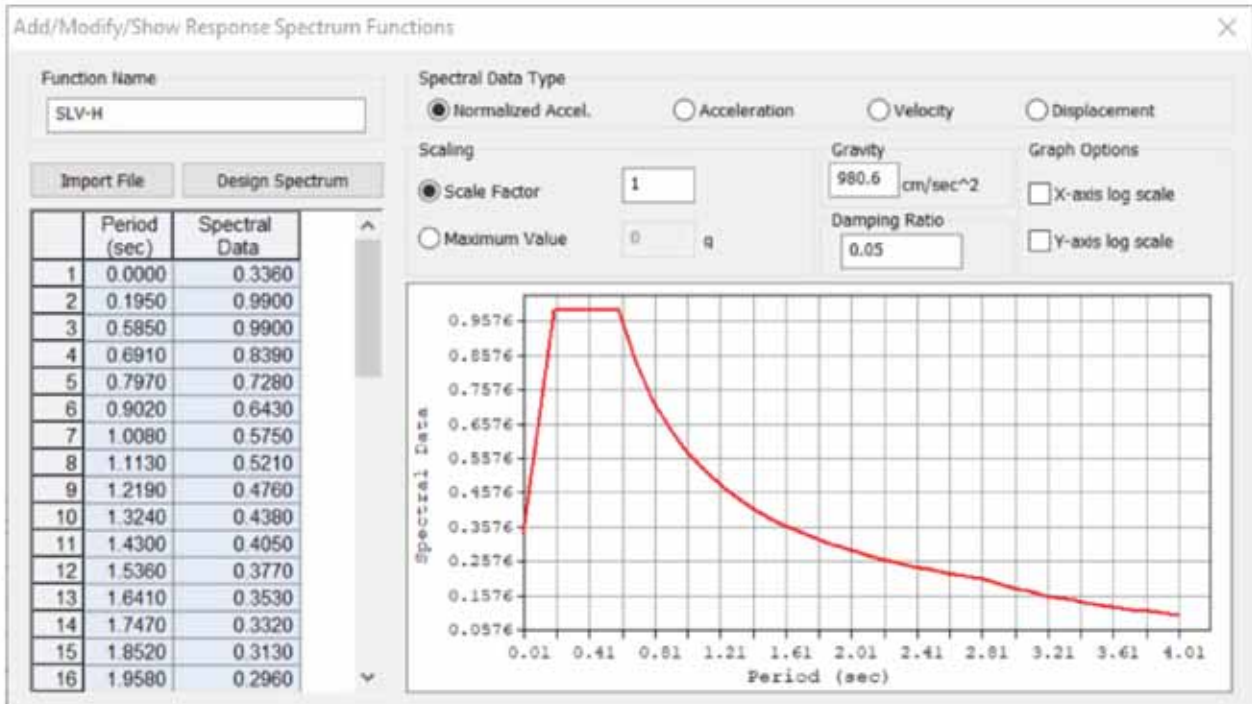 Add/Modify/Show Response Spectrum Functions
Function Name
SLV-H
Import File Design Spectrum
Period (sec) Spectral Data
1 0.0000 0.3360
2 0.1950 0.9900
3 0.5850 0.9900
4 0.6910 0.8390
5 0.7970 0.7280
6 0.9020 0.6430
7 1.0080 0.5750
8 1.1130 0.5210
9 1.2190 0.4760
10 1.3240 0.4380
11 1.4300 0.4050
12 1.5360 0.3770
13 1.6410 0.3530
14 1.7470 0.3320
15 1.8520 0.3130
16 1.9580 0.2960
Spectral Data Type
Normalized Accel. Acceleration Velocity Displacement
Scaling
Scale Factor 1
Maximum Value 0 g
Gravity
980.6 cm/sec^2
Damping Ratio
0.05
Graph Options
X-axis log scale
Y-axis log scale
Spectral Data
0.9576
0.8576
0.7576
0.6576
0.5576
0.4576
0.3576
0.2576
0.1576
0.0576
0.01 0.41 0.81 1.21 1.61 2.01 2.41 2.81 3.21 3.61 4.01
Period (sec)